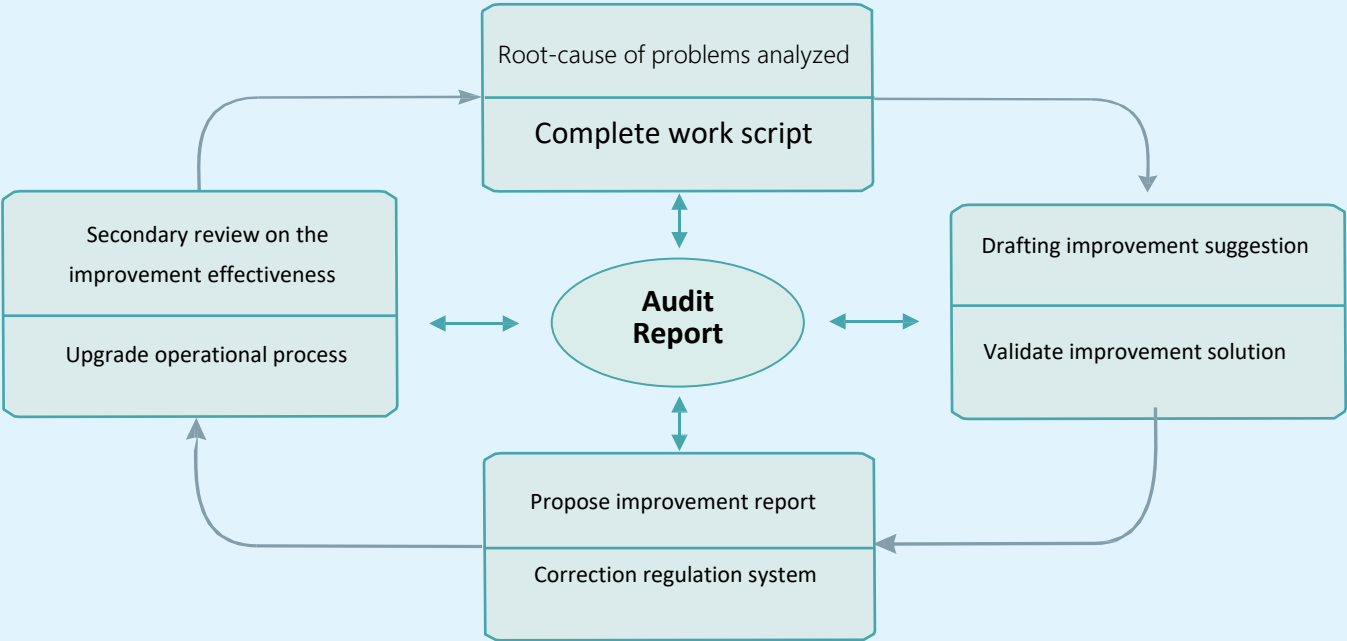 Root-cause of problems analyzed
Complete work script
Secondary review on the
improvement effectiveness
Upgrade operational process
Audit
Report
Drafting improvement suggestion
Validate improvement solution
Propose improvement report
Correction regulation system